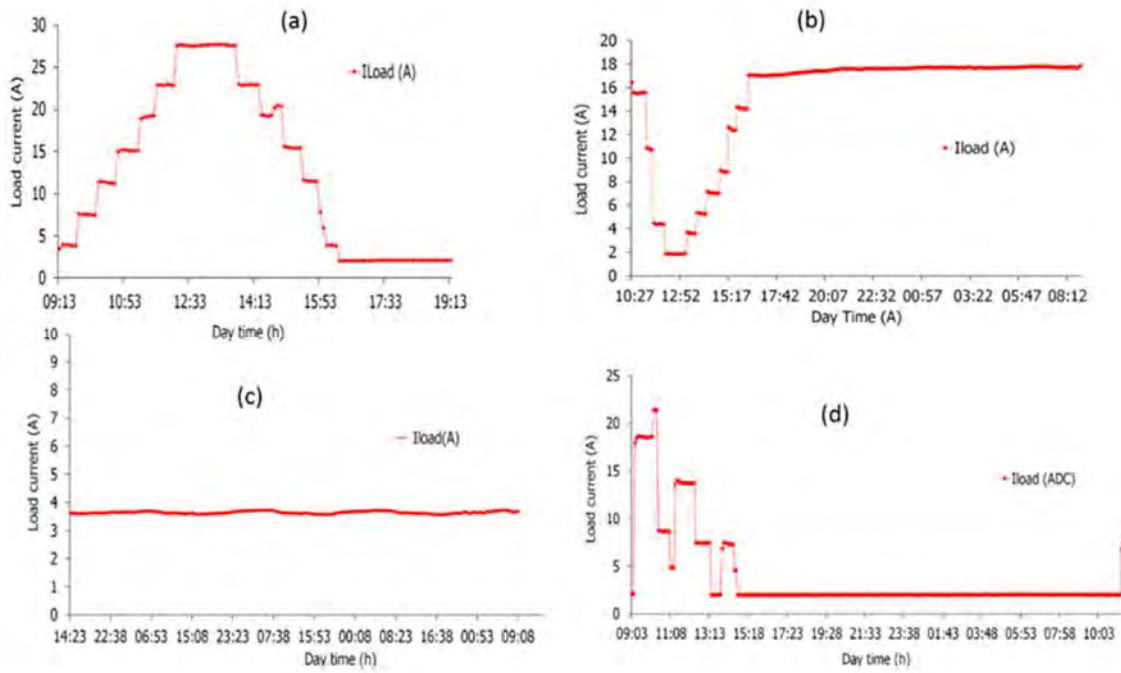 (a)
30
25
20
15
10
5
0
Load current (A)
ILoad (A)
09:13 10:53 12:33 14:13 15:53 17:33 19:13
Day time (h)
(b)
20
18
16
14
12
10
8
6
4
2
0
Load current (A)
Iload (A)
10:27 12:52 15:17 17:42 20:07 22:32 00:57 03:22 05:47 08:12
Day Time (A)
(c)
10
9
8
7
6
5
4
3
2
1
0
Load current (A)
Iload(A)
14:23 22:38 06:53 15:08 23:23 07:38 15:53 00:08 08:23 16:38 00:53 09:08
Day time (h)
(d)
25
20
15
10
5
0
Load current (A)
Iload (ADC)
09:03 11:08 13:13 15:18 17:23 19:28 21:33 23:38 01:43 03:48 05:53 07:58 10:03
Day time (h)